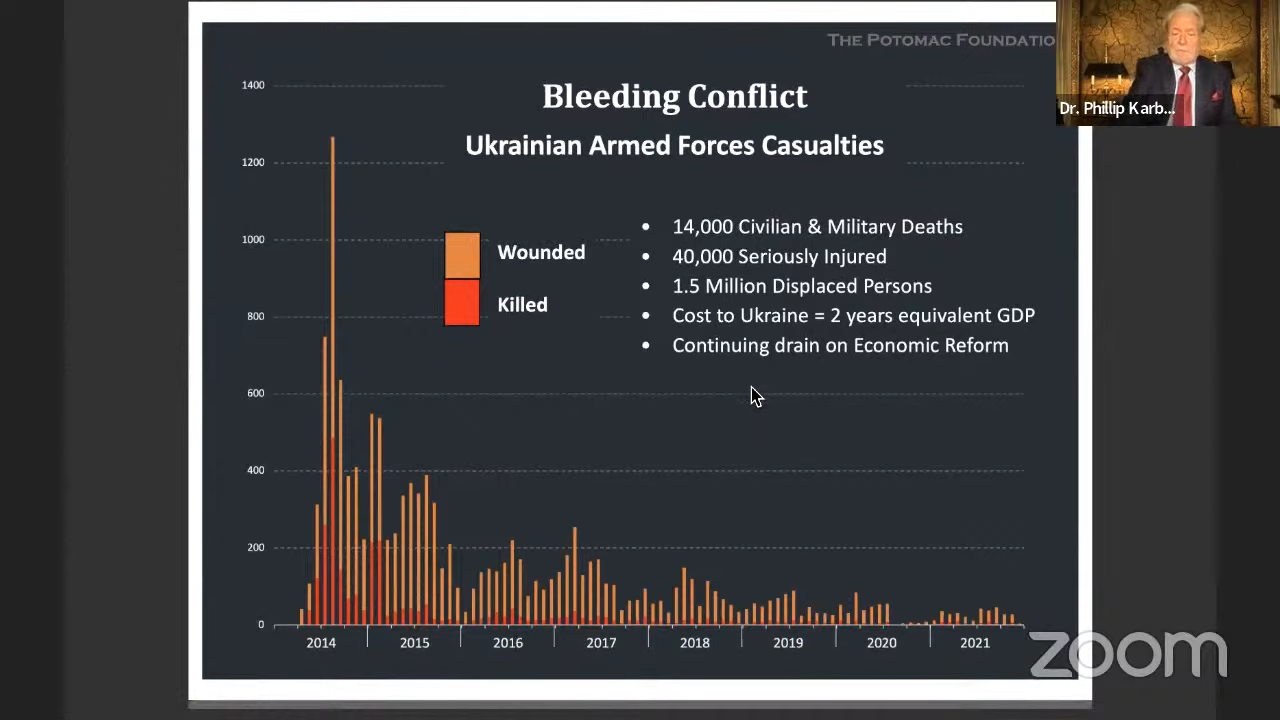 THE POTOMAC FOUNDATIO
Dr. Phillip Karb...
Bleeding Conflict
Ukrainian Armed Forces Casualties
1400
1200
1000
800
600
400
200
0
Wounded
Killed
• 14,000 Civilian & Military Deaths
• 40,000 Seriously Injured
• 1.5 Million Displaced Persons
• Cost to Ukraine = 2 years equivalent GDP
• Continuing drain on Economic Reform
2014 2015 2016 2017 2018 2019 2020 2021
zoom